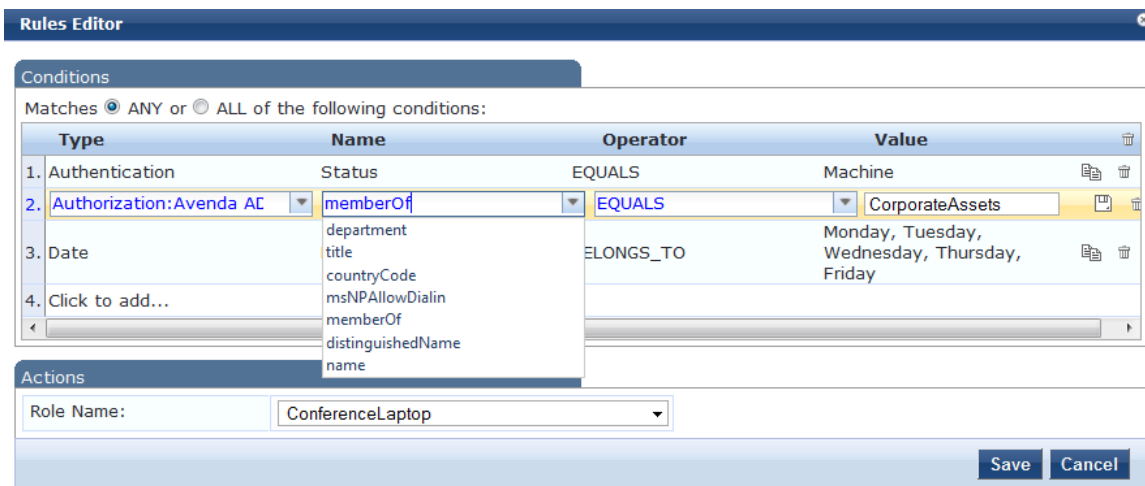 Rules Editor
Conditions
Matches ANY or ALL of the following conditions:
Type Name Operator Value
1. Authentication Status EQUALS Machine
2. Authorization:Avenda AD memberOf EQUALS CorporateAssets
department
title
countryCode
msNPAllowDialin
memberOf
distinguishedName
name
3. Date ELONGS_TO Monday, Tuesday,
Wednesday, Thursday,
Friday
4. Click to add...
Actions
Role Name: ConferenceLaptop
Save Cancel